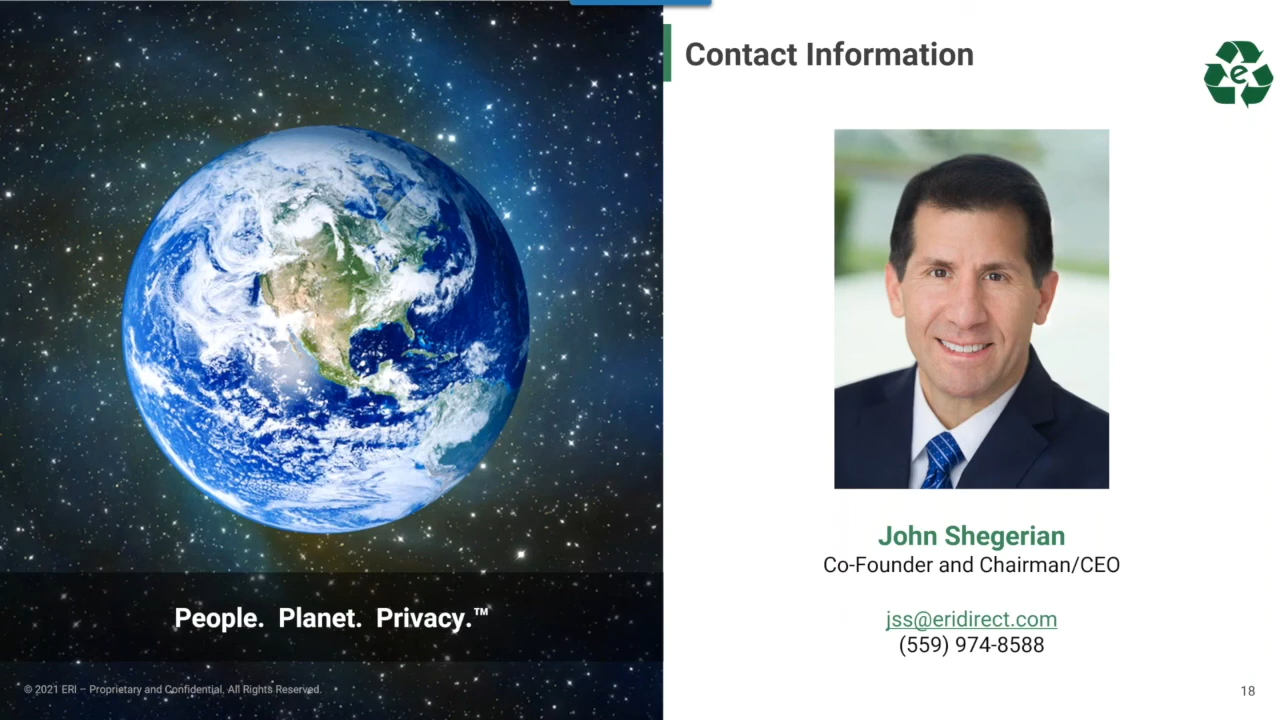 Contact Information
e
John Shegerian
Co-Founder and Chairman/CEO
jss@eridirect.com
(559) 974-8588
People. Planet. Privacy.™
© 2021 ERI – Proprietary and Confidential. All Rights Reserved.
18